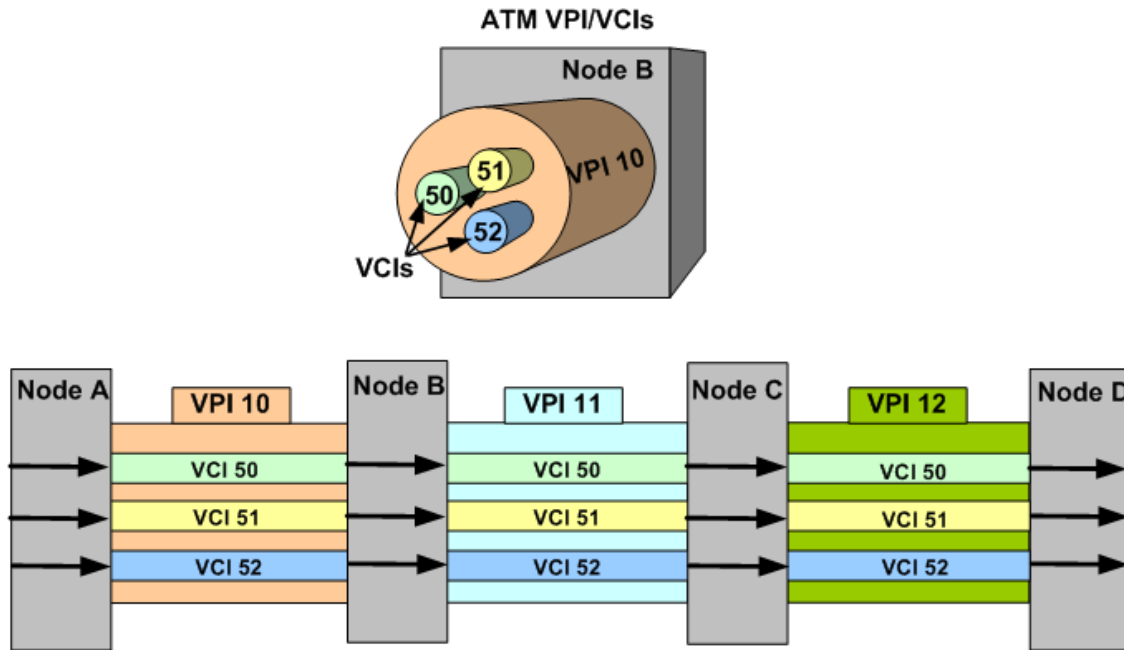 ATM VPI/VCIs
Node B
VPI 10
51
50
52
VCIs
Node A
VPI 10
Node B
VPI 11
Node C
VPI 12
Node D
VCI 50
VCI 50
VCI 50
VCI 51
VCI 51
VCI 51
VCI 52
VCI 52
VCI 52